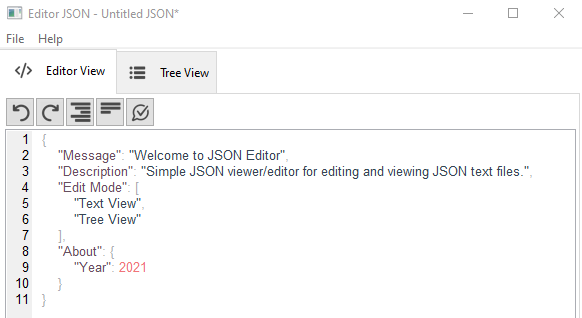 Editor JSON - Untitled JSON*
File Help
</> Editor View Tree View
1 {
2 "Message": "Welcome to JSON Editor",
3 "Description": "Simple JSON viewer/editor for editing and viewing JSON text files.",
4 "Edit Mode": [
5 "Text View",
6 "Tree View"
7 ],
8 "About": {
9 "Year": 2021
10 }
11 }